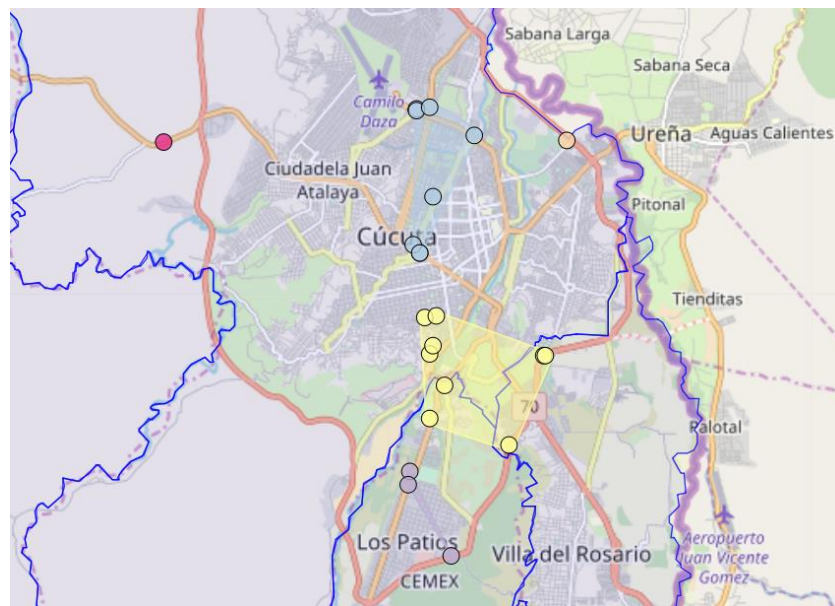 Sabana Larga
Sabana Seca
Camilo
Daza
Ureña
Aguas Calientes
Ciudadela Juan
Atalaya
Pitonal
Cúcuta
Tienditas
70
Palotal
Los Patios
Villa del Rosario
CEMEX
Aeropuerto
Juan Vicente
Gomez